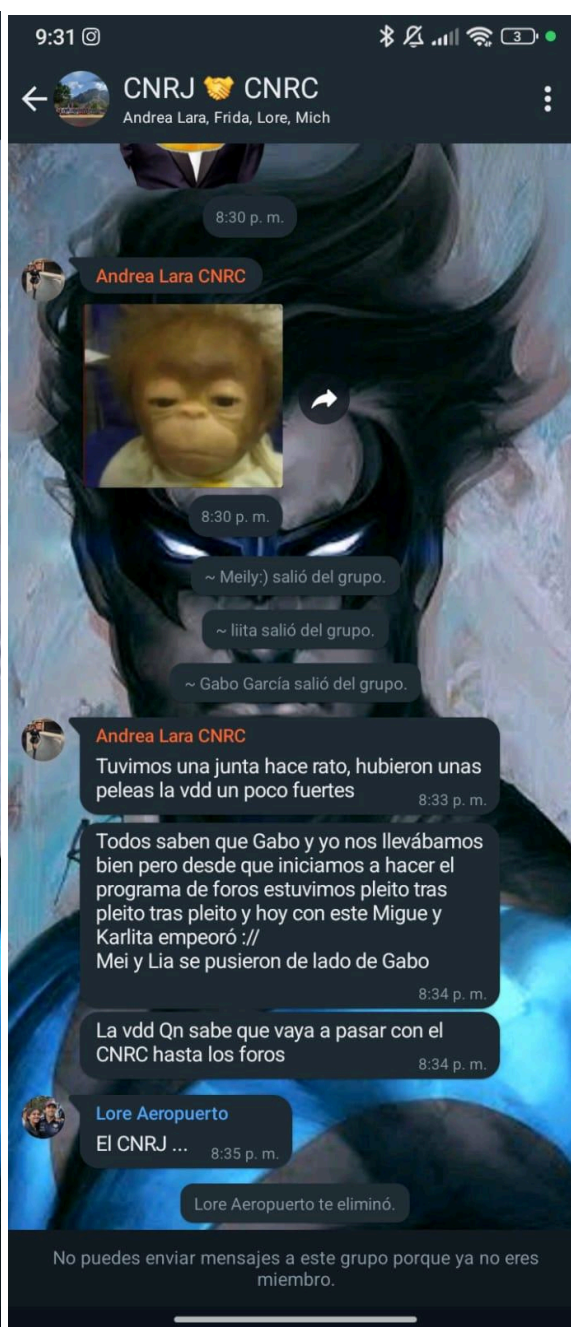 9:31
3
CNRJ 🤝 CNRC
Andrea Lara, Frida, Lore, Mich
8:30 p. m.
Andrea Lara CNRC
8:30 p. m.
~ Meily:) salió del grupo.
~ liita salió del grupo.
~ Gabo García salió del grupo.
Andrea Lara CNRC
Tuvimos una junta hace rato, hubieron unas
peleas la vdd un poco fuertes
8:33 p. m.
Todos saben que Gabo y yo nos llevábamos
bien pero desde que iniciamos a hacer el
programa de foros estuvimos pleito tras
pleito tras pleito y hoy con este Migue y
Karlita empeoró ://
Mei y Lia se pusieron de lado de Gabo
8:34 p. m.
La vdd Qn sabe que vaya a pasar con el
CNRC hasta los foros
8:34 p. m.
Lore Aeropuerto
El CNRJ ...
8:35 p. m.
Lore Aeropuerto te eliminó.
No puedes enviar mensajes a este grupo porque ya no eres
miembro.